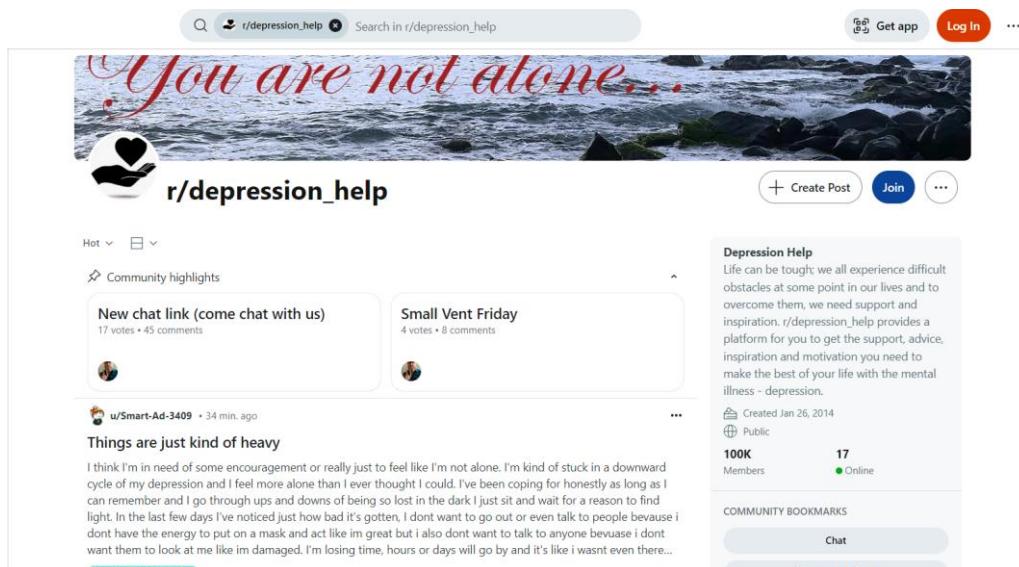 r/depression_help
Search in r/depression_help
Get app
Log In
You are not alone...
r/depression_help
Create Post
Join
Hot
Community highlights
New chat link (come chat with us)
17 votes • 45 comments
Small Vent Friday
4 votes • 8 comments
u/Smart-Ad-3409 • 34 min. ago
Things are just kind of heavy
I think I'm in need of some encouragement or really just to feel like I'm not alone. I'm kind of stuck in a downward
cycle of my depression and I feel more alone than I ever thought I could. I've been coping for honestly as long as I
can remember and I go through ups and downs of being so lost in the dark I just sit and wait for a reason to find
light. In the last few days I've noticed just how bad it's gotten, I dont want to go out or even talk to people bevause i
dont have the energy to put on a mask and act like im great but i also dont want to talk to anyone bevuase i dont
want them to look at me like im damaged. I'm losing time, hours or days will go by and it's like i wasnt even there...
Depression Help
Life can be tough; we all experience difficult
obstacles at some point in our lives and to
overcome them, we need support and
inspiration. r/depression_help provides a
platform for you to get the support, advice,
inspiration and motivation you need to
make the best of your life with the mental
illness - depression.
Created Jan 26, 2014
Public
100K
Members
17
Online
COMMUNITY BOOKMARKS
Chat